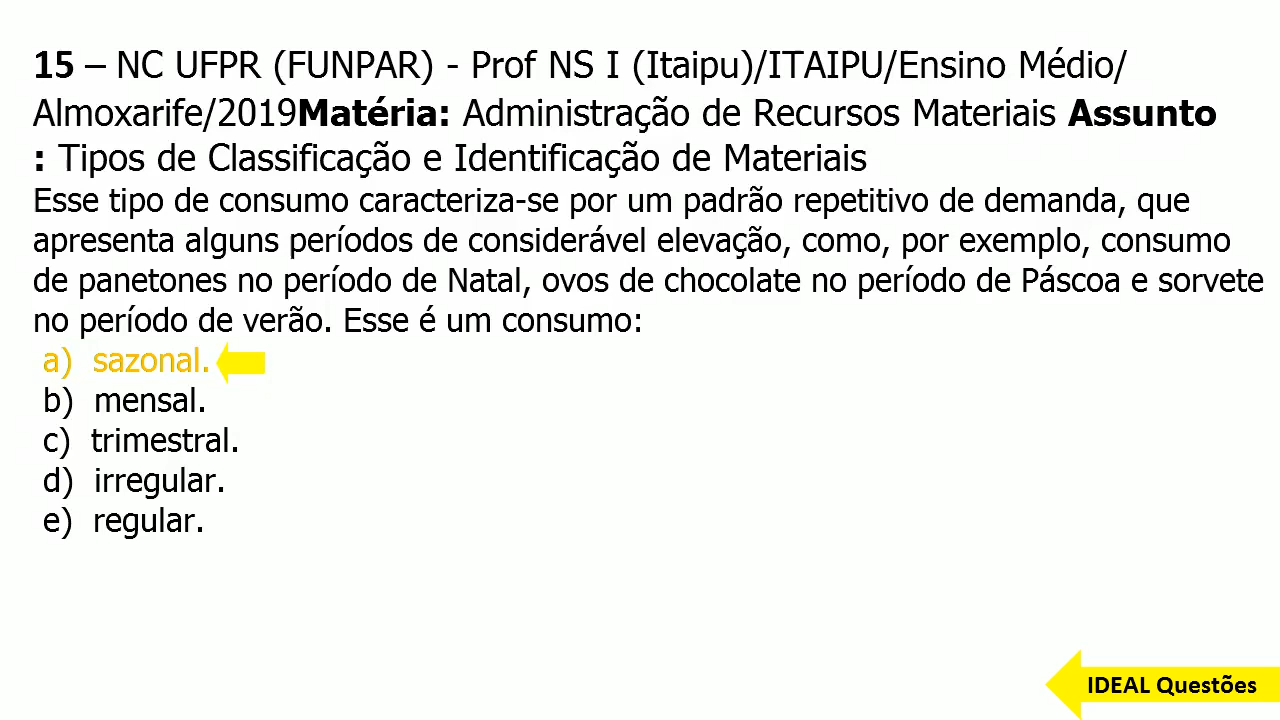 15 – NC UFPR (FUNPAR) - Prof NS I (Itaipu)/ITAIPU/Ensino Médio/
Almoxarife/2019Matéria: Administração de Recursos Materiais Assunto
: Tipos de Classificação e Identificação de Materiais
Esse tipo de consumo caracteriza-se por um padrão repetitivo de demanda, que
apresenta alguns períodos de considerável elevação, como, por exemplo, consumo
de panetones no período de Natal, ovos de chocolate no período de Páscoa e sorvete
no período de verão. Esse é um consumo:
a) sazonal.
b) mensal.
c) trimestral.
d) irregular.
e) regular.
IDEAL Questões